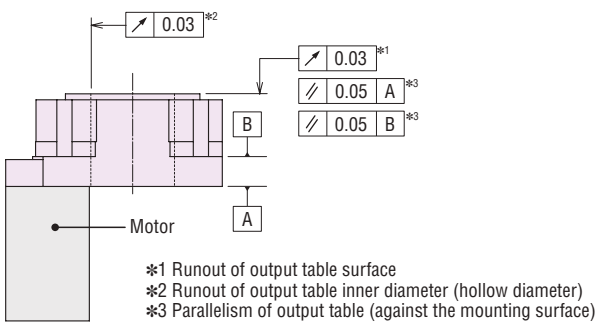 ↗ 0.03 *2
↗ 0.03 *1
// 0.05 A *3
// 0.05 B *3
B
A
Motor
*1 Runout of output table surface
*2 Runout of output table inner diameter (hollow diameter)
*3 Parallelism of output table (against the mounting surface)